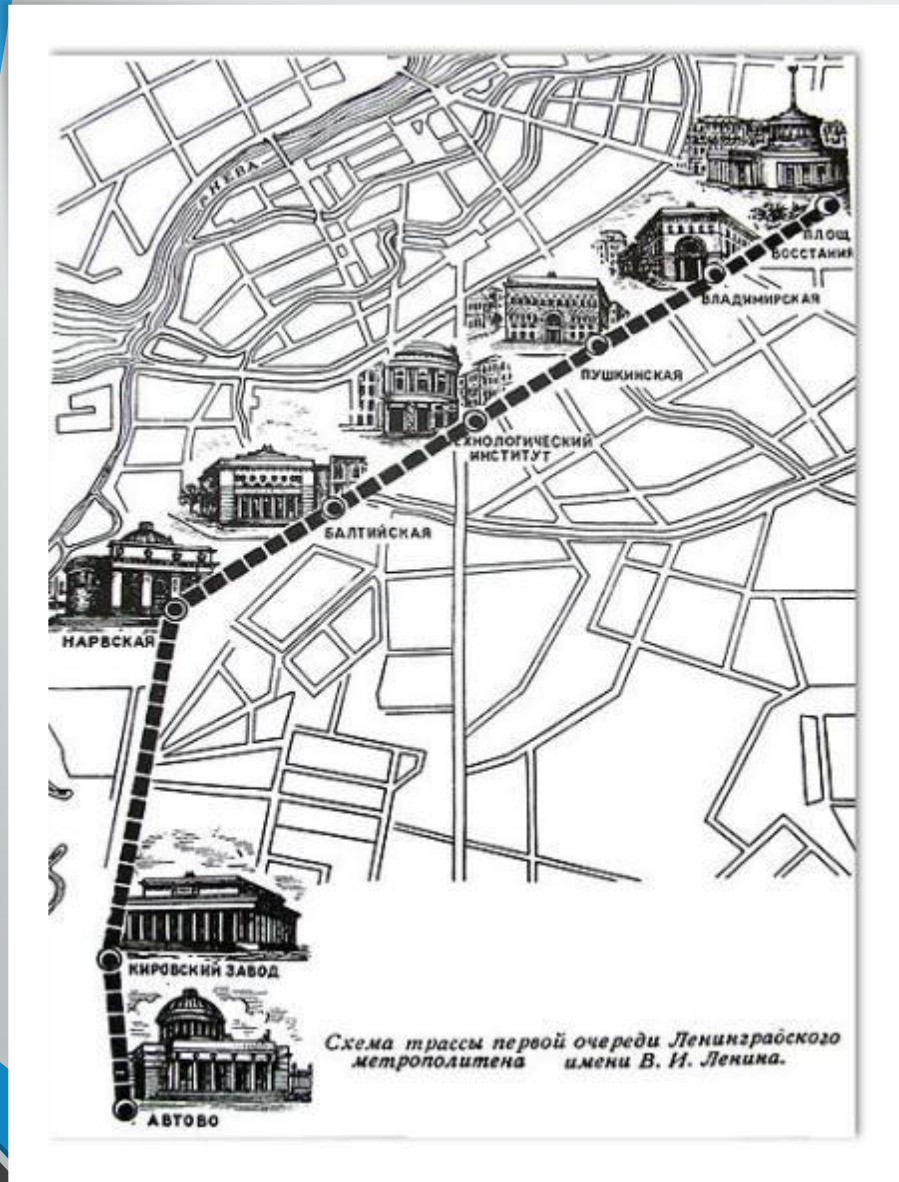 Р. НЕВА
ПЛОЩ.
ВОССТАНИЯ
ВЛАДИМИРСКАЯ
ПУШКИНСКАЯ
ТЕХНОЛОГИЧЕСКИЙ
ИНСТИТУТ
БАЛТИЙСКАЯ
НАРВСКАЯ
КИРОВСКИЙ ЗАВОД
АВТОВО
Схема трассы первой очереди Ленинградского
метрополитена имени В. И. Ленина.